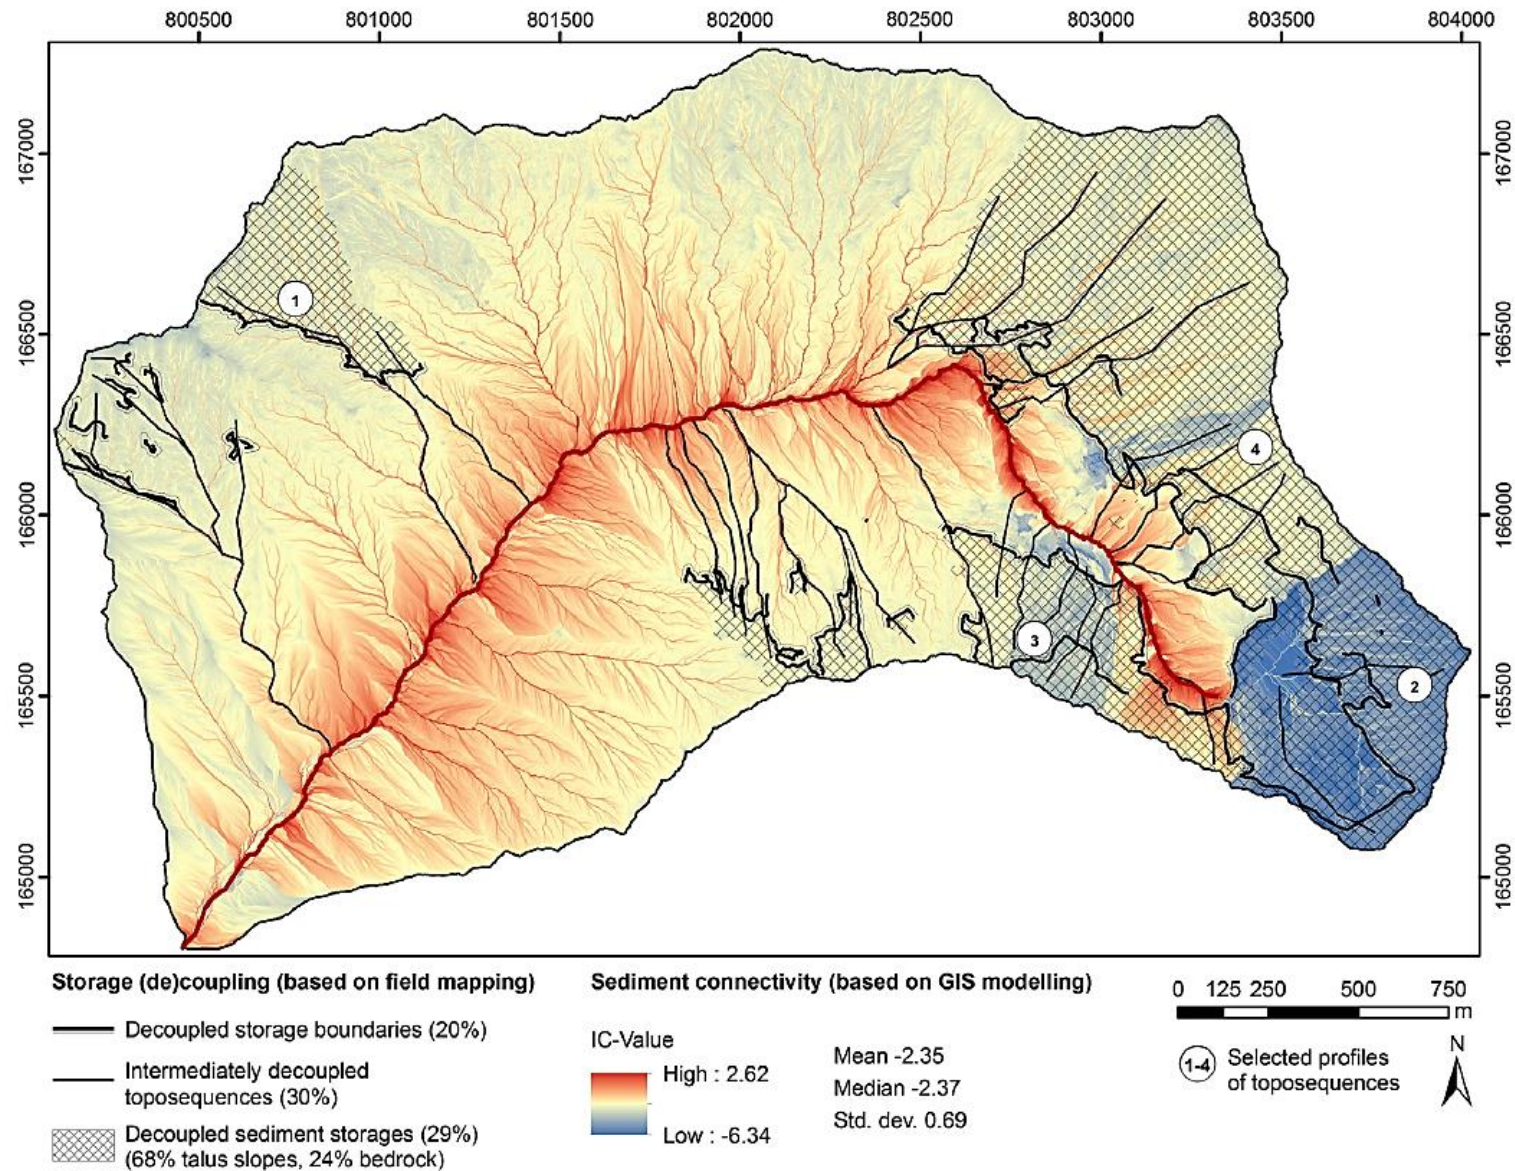 800500 801000 801500 802000 802500 803000 803500 804000
167000
166500
166000
165500
165000
167000
166500
166000
165500
165000
1
4
3
2
Storage (de)coupling (based on field mapping)
Decoupled storage boundaries (20%)
Intermediately decoupled
toposequences (30%)
Decoupled sediment storages (29%)
(68% talus slopes, 24% bedrock)
Sediment connectivity (based on GIS modelling)
IC-Value
High : 2.62
Low : -6.34
Mean -2.35
Median -2.37
Std. dev. 0.69
0 125 250 500 750
m
1-4 Selected profiles
of toposequences
N